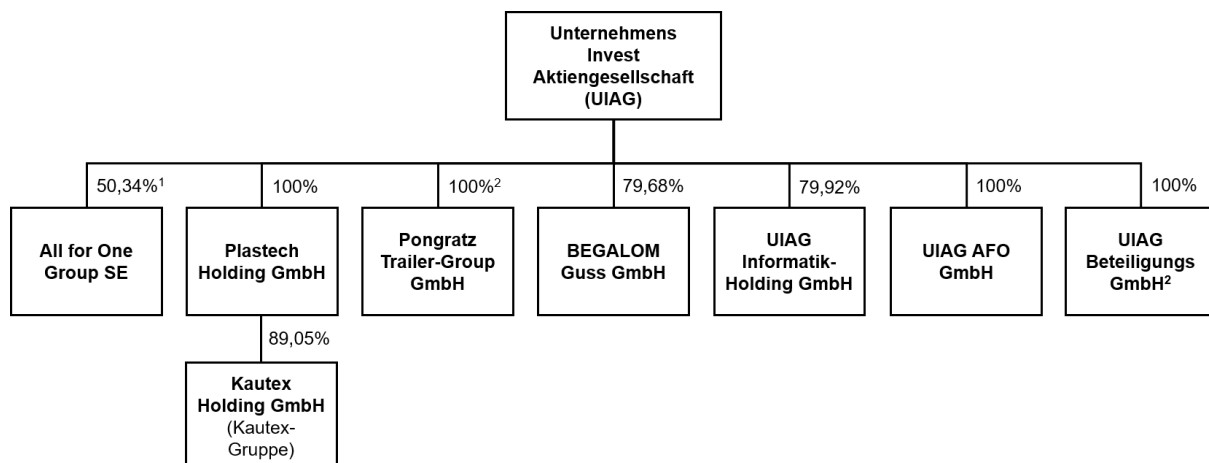 Unternehmens
Invest
Aktiengesellschaft
(UIAG)
50,34%¹
100%
100%²
79,68%
79,92%
100%
100%
All for One
Group SE
Plastech
Holding GmbH
Pongratz
Trailer-Group
GmbH
BEGALOM
Guss GmbH
UIAG
Informatik-
Holding GmbH
UIAG AFO
GmbH
UIAG
Beteiligungs
GmbH²
89,05%
Kautex
Holding GmbH
(Kautex-
Gruppe)